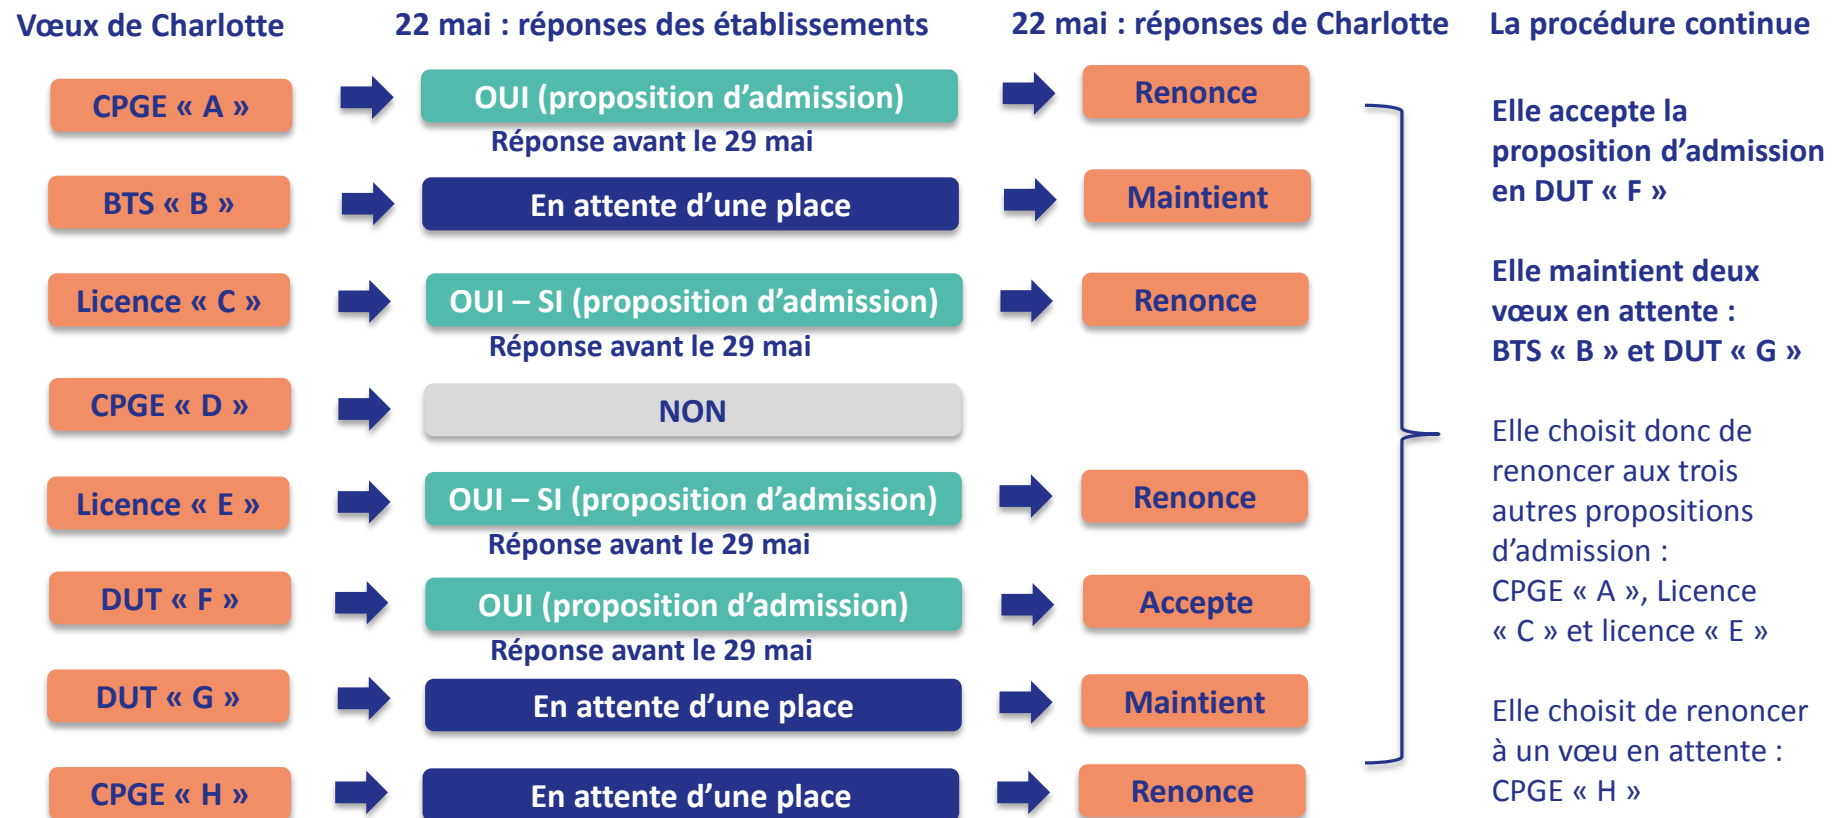 Vœux de Charlotte
22 mai : réponses des établissements
22 mai : réponses de Charlotte
La procédure continue
CPGE « A »
OUI (proposition d’admission)
Renonce
Réponse avant le 29 mai
BTS « B »
En attente d’une place
Maintient
Licence « C »
OUI – SI (proposition d’admission)
Renonce
Réponse avant le 29 mai
CPGE « D »
NON
Licence « E »
OUI – SI (proposition d’admission)
Renonce
Réponse avant le 29 mai
DUT « F »
OUI (proposition d’admission)
Accepte
Réponse avant le 29 mai
DUT « G »
En attente d’une place
Maintient
CPGE « H »
En attente d’une place
Renonce
Elle accepte la
proposition d’admission
en DUT « F »
Elle maintient deux
vœux en attente :
BTS « B » et DUT « G »
Elle choisit donc de
renoncer aux trois
autres propositions
d’admission :
CPGE « A », Licence
« C » et licence « E »
Elle choisit de renoncer
à un vœu en attente :
CPGE « H »